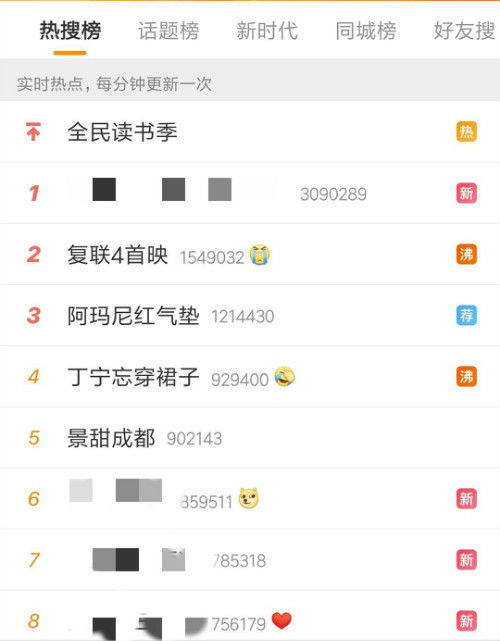 热搜榜 话题榜 新时代 同城榜 好友搜
实时热点，每分钟更新一次
全民读书季 热
1 3090289 新
2 复联4首映 1549032 😭 沸
3 阿玛尼红气垫 1214430 荐
4 丁宁忘穿裙子 929400 🤣 沸
5 景甜成都 902143
6 859511 新
7 785318 新
8 756179 ❤️ 新